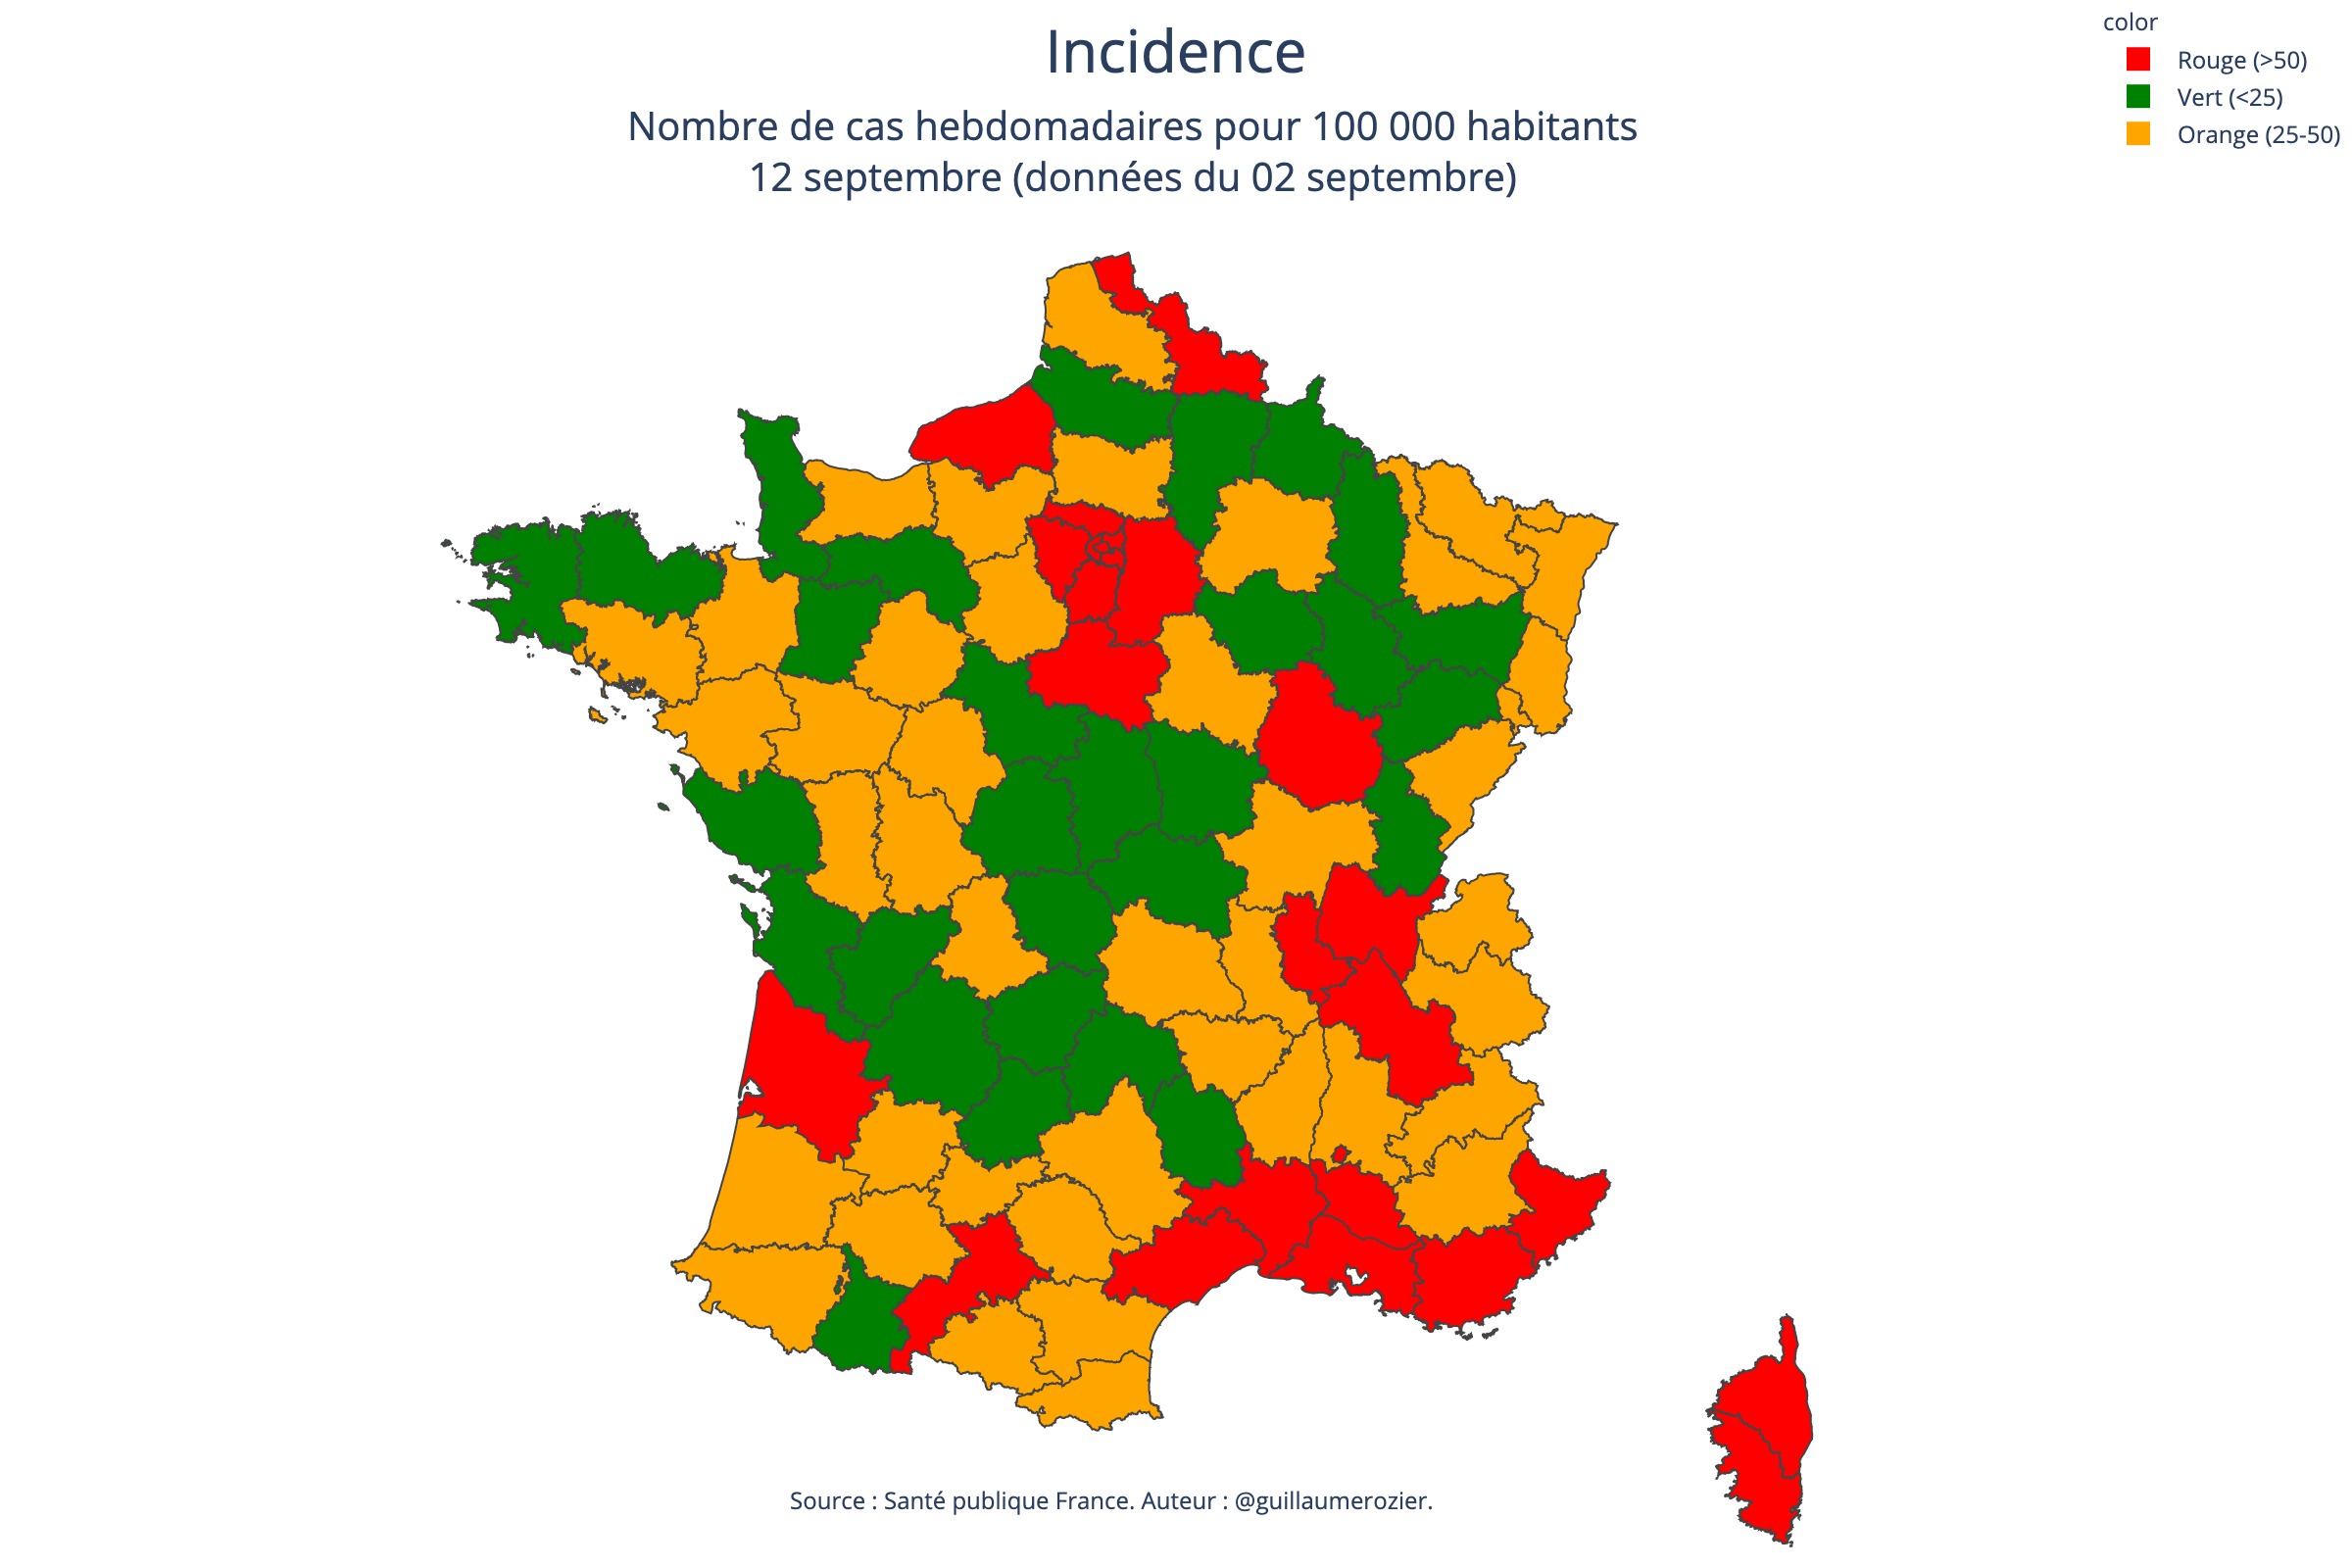 Incidence
Nombre de cas hebdomadaires pour 100 000 habitants
12 septembre (données du 02 septembre)
color
Rouge (>50)
Vert (<25)
Orange (25-50)
Source : Santé publique France. Auteur : @guillaumerozier.